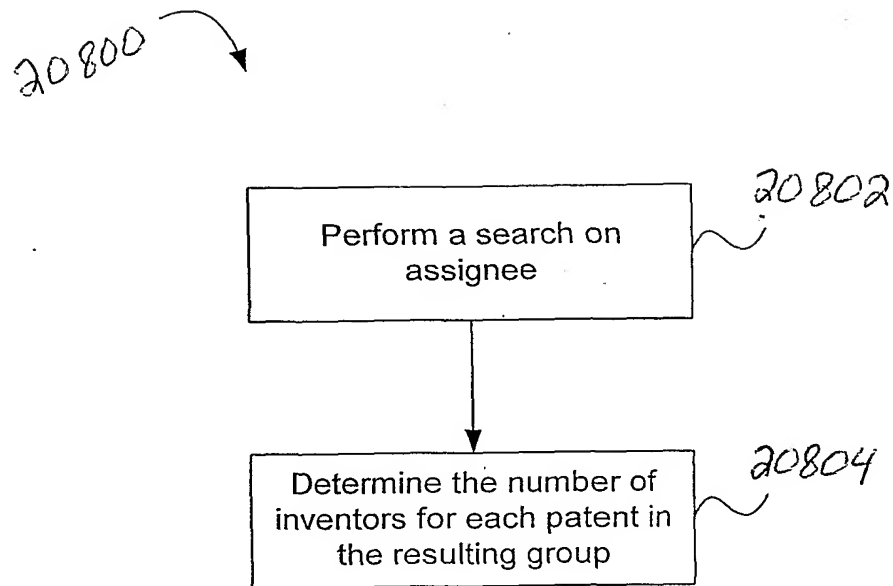 20800
20802
Perform a search on
assignee
20804
Determine the number of
inventors for each patent in
the resulting group